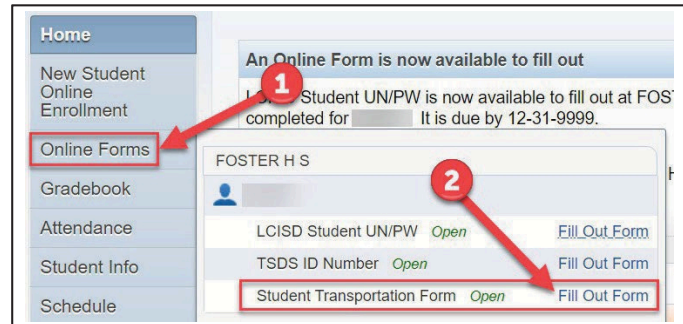 Home
New Student
Online
Enrollment
Online Forms
Gradebook
Attendance
Student Info
Schedule
An Online Form is now available to fill out
1
Student UN/PW is now available to fill out at FOS
completed for It is due by 12-31-9999.
H
FOSTER H S
2
LCISD Student UN/PW Open Fill Out Form
TSDS ID Number Open Fill Out Form
Student Transportation Form Open Fill Out Form